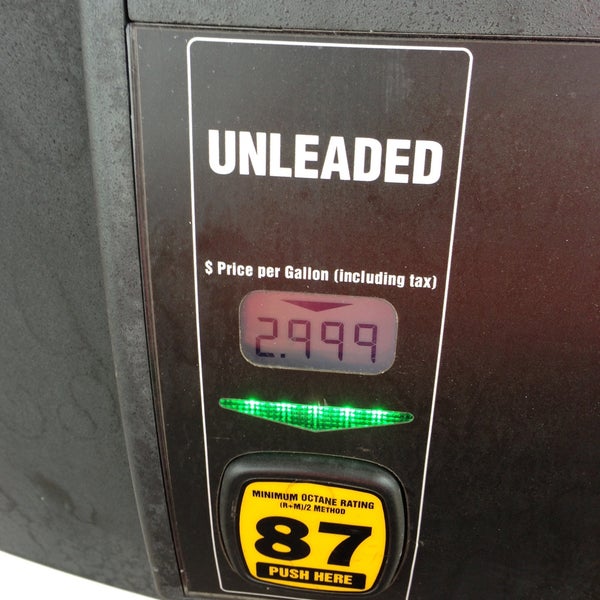 UNLEADED
$ Price per Gallon (including tax)
2.999
MINIMUM OCTANE RATING
(R+M)/2 METHOD
87
PUSH HERE